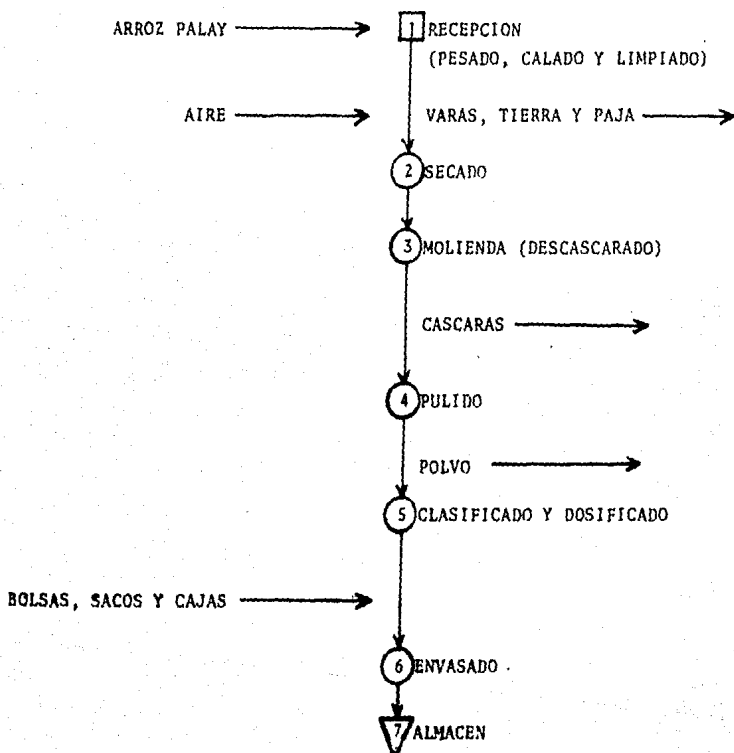 ARROZ PALAY
1 RECEPCION
(PESADO, CALADO Y LIMPIADO)
AIRE
VARAS, TIERRA Y PAJA
2 SECADO
3 MOLIENDA (DESCASCARADO)
CASCARAS
4 PULIDO
POLVO
5 CLASIFICADO Y DOSIFICADO
BOLSAS, SACOS Y CAJAS
6 ENVASADO
7 ALMACEN